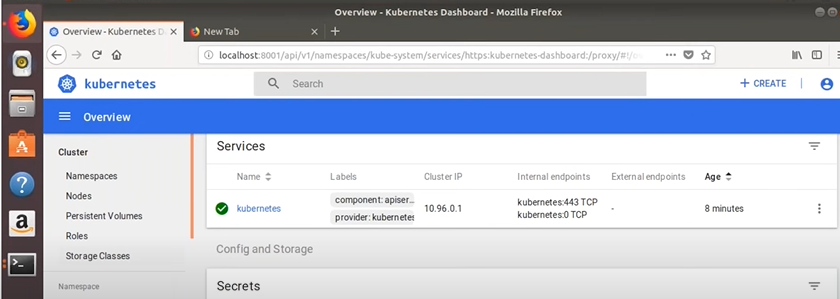 Overview - Kubernetes Dashboard - Mozilla Firefox
Overview - Kubernetes D
New Tab
localhost:8001/api/v1/namespaces/kube-system/services/https:kubernetes-dashboard:/proxy/#!/
kubernetes
Search
+ CREATE
Overview
Cluster
Namespaces
Nodes
Persistent Volumes
Roles
Storage Classes
Namespace
Services
Name Labels Cluster IP Internal endpoints External endpoints Age
kubernetes
component: apiser...
provider: kubernetes
10.96.0.1
kubernetes:443 TCP
kubernetes:0 TCP
-
8 minutes
Config and Storage
Secrets